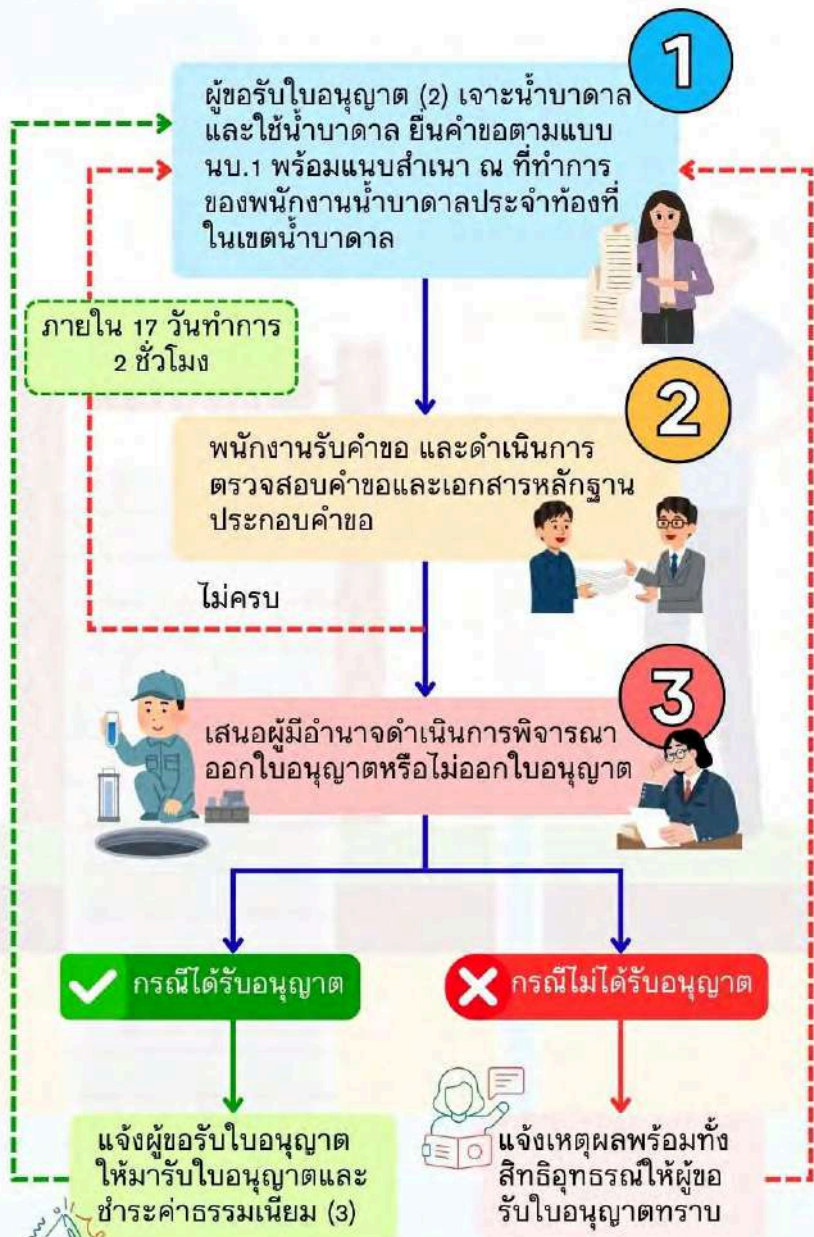 1
ผู้ขอรับใบอนุญาต (2) เจาะน้ำบาดาล
และใช้น้ำบาดาล ยื่นคำขอตามแบบ
นบ.1 พร้อมแนบสำเนา ณ ที่ทำการ
ของพนักงานน้ำบาดาลประจำท้องที่
ในเขตน้ำบาดาล
ภายใน 17 วันทำการ
2 ชั่วโมง
2
พนักงานรับคำขอ และดำเนินการ
ตรวจสอบคำขอและเอกสารหลักฐาน
ประกอบคำขอ
ไม่ครบ
3
เสนอผู้มีอำนาจดำเนินการพิจารณา
ออกใบอนุญาตหรือไม่ออกใบอนุญาต
กรณีได้รับอนุญาต
กรณีไม่ได้รับอนุญาต
แจ้งผู้ขอรับใบอนุญาต
ให้มารับใบอนุญาตและ
ชำระค่าธรรมเนียม (3)
แจ้งเหตุผลพร้อมทั้ง
สิทธิอุทธรณ์ให้ผู้ขอ
รับใบอนุญาตทราบ